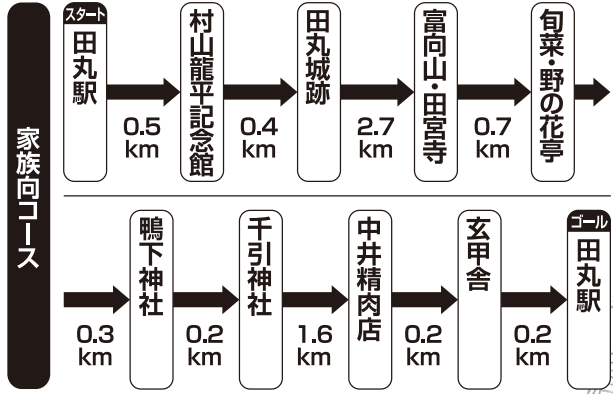 家族向コース
スタート
田丸駅
0.5
km
村山龍平記念館
0.4
km
田丸城跡
2.7
km
富向山・田宮寺
0.7
km
旬菜・野の花亭
0.3
km
鴨下神社
0.2
km
千引神社
1.6
km
中井精肉店
0.2
km
玄甲舎
0.2
km
ゴール
田丸駅